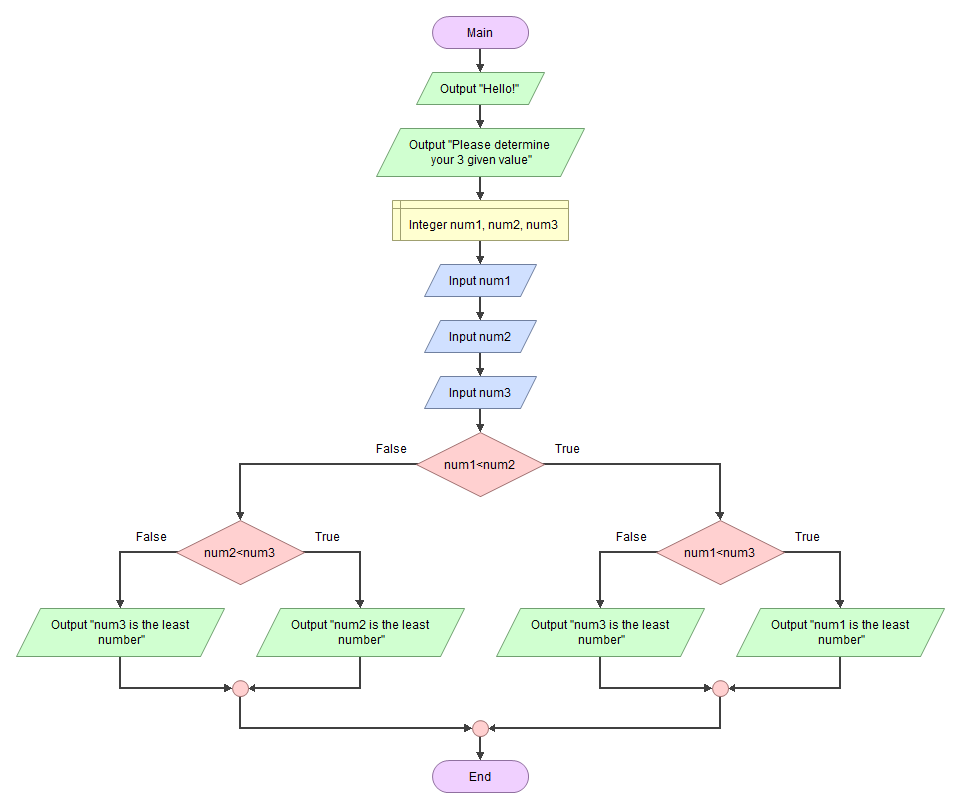 Main
Output "Hello!"
Output "Please determine
your 3 given value"
Integer num1, num2, num3
Input num1
Input num2
Input num3
False
True
num1<num2
False
True
num2<num3
False
True
num1<num3
Output "num3 is the least
number"
Output "num2 is the least
number"
Output "num3 is the least
number"
Output "num1 is the least
number"
End